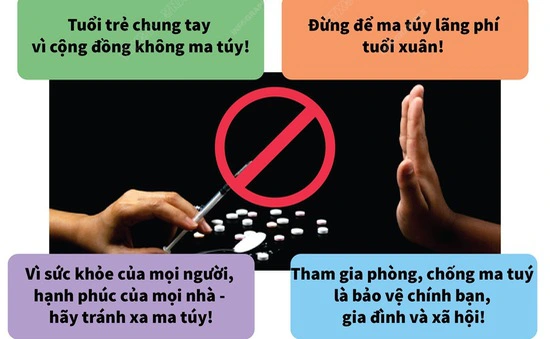 Tuổi trẻ chung tay
vì cộng đồng không ma túy!
Đừng để ma túy lãng phí
tuổi xuân!
Vì sức khỏe của mọi người,
hạnh phúc của mọi nhà -
hãy tránh xa ma túy!
Tham gia phòng, chống ma tuý
là bảo vệ chính bạn,
gia đình và xã hội!